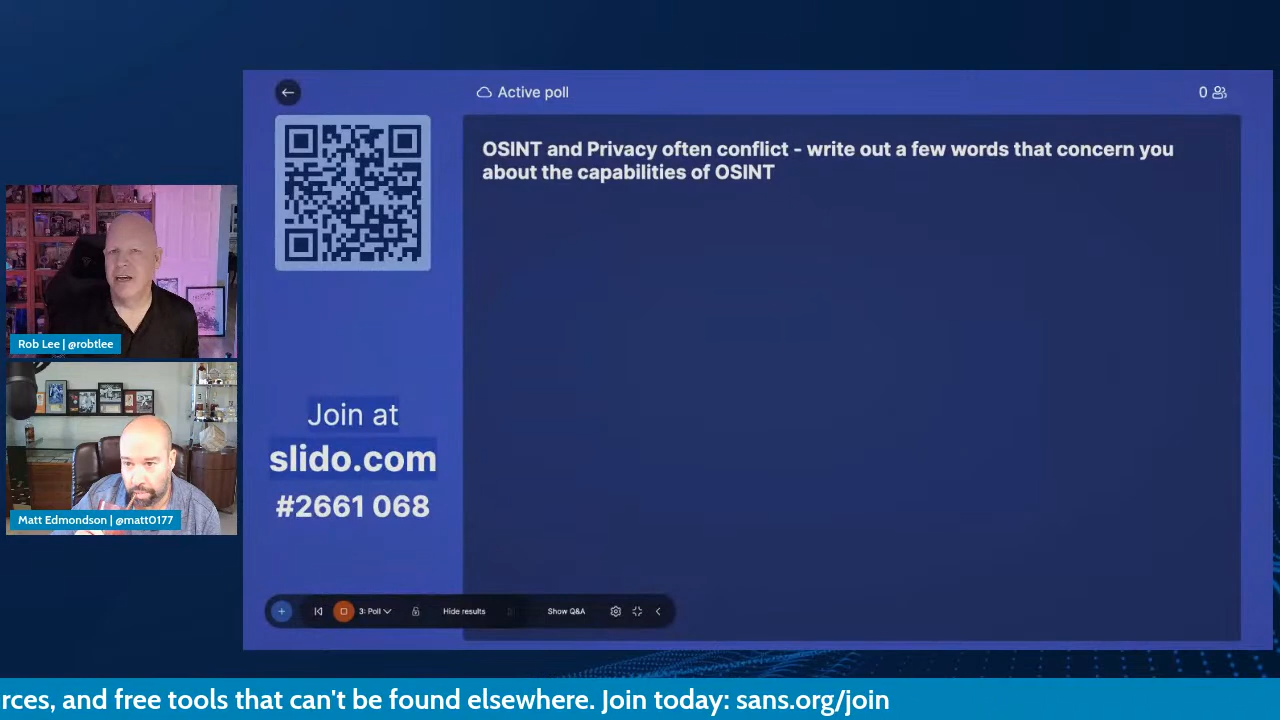 Active poll
0
OSINT and Privacy often conflict - write out a few words that concern you
about the capabilities of OSINT
Rob Lee | @robtlee
Matt Edmondson | @matt0177
Join at
slido.com
#2661 068
3: Poll
Hide results
Show Q&A
rces, and free tools that can't be found elsewhere. Join today: sans.org/join